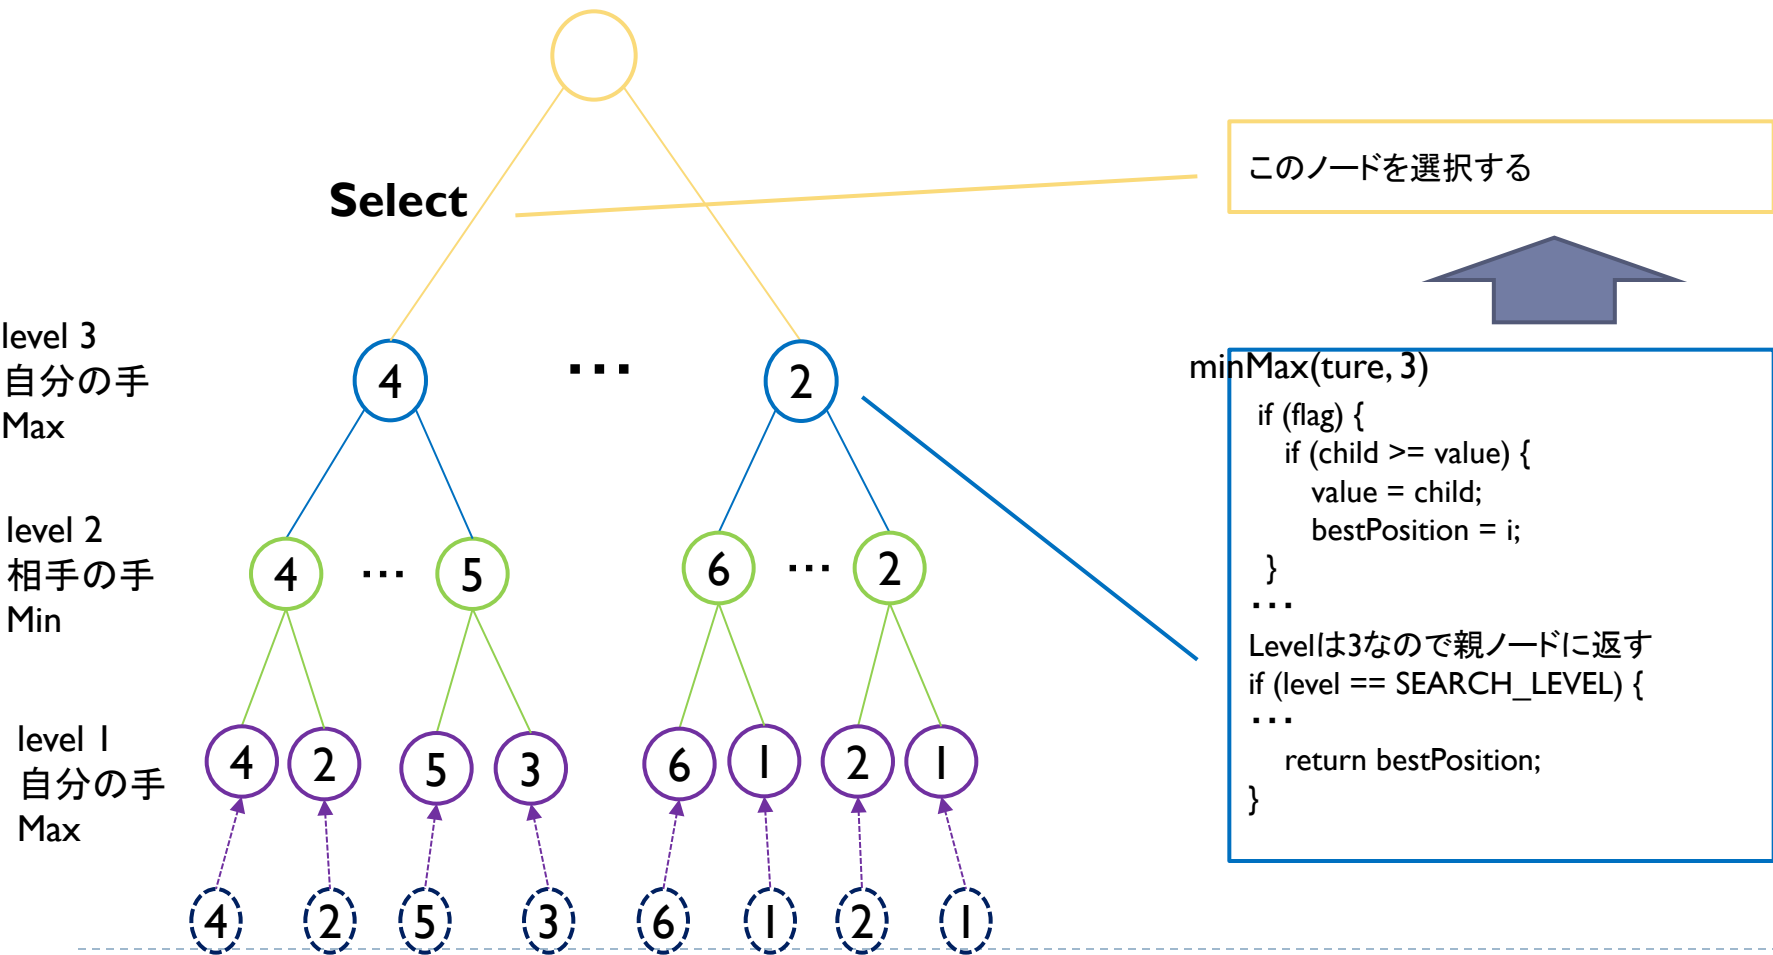 Select
このノードを選択する
level 3
自分の手
Max
4
…
2
minMax(ture, 3)
if (flag) {
if (child >= value) {
value = child;
bestPosition = i;
}
…
Levelは3なので親ノードに返す
if (level == SEARCH_LEVEL) {
…
return bestPosition;
}
level 2
相手の手
Min
4
…
5
6
…
2
level 1
自分の手
Max
4
2
5
3
6
1
2
1
4
2
5
3
6
1
2
1